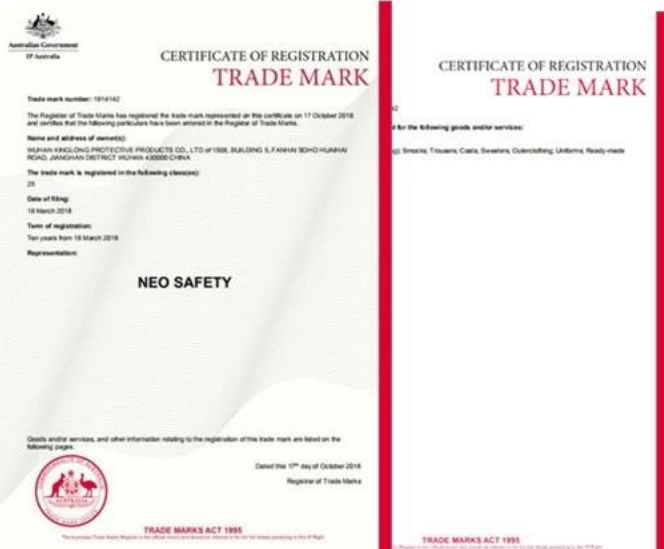 Australian Government
IP Australia
CERTIFICATE OF REGISTRATION
TRADE MARK
Trade mark number: 1914142
The Registrar of Trade Marks has registered the trade mark represented on this certificate on 17 October 2018
and certifies that the following particulars have been entered in the Register of Trade Marks.
Name and address of owner(s):
WUHAN KINGLONG PROTECTIVE PRODUCTS CO., LTD of 1508, BUILDING 5, FANHAI SOHO HUAIHAI
ROAD, JIANGHAN DISTRICT WUHAN 430000 CHINA
The trade mark is registered in the following class(es):
25
Date of filing:
18 March 2018
Term of registration:
Ten years from 18 March 2018
Representation:
NEO SAFETY
Goods and/or services, and other information relating to the registration of this trade mark are listed on the
following pages.
Dated this 17th day of October 2018
Registrar of Trade Marks
AUSTRALIA
TRADE MARKS ACT 1995
CERTIFICATE OF REGISTRATION
TRADE MARK
d for the following goods and/or services:
Smocks; Trousers; Coats; Sweaters; Outerclothing; Uniforms; Ready-made
TRADE MARKS ACT 1995